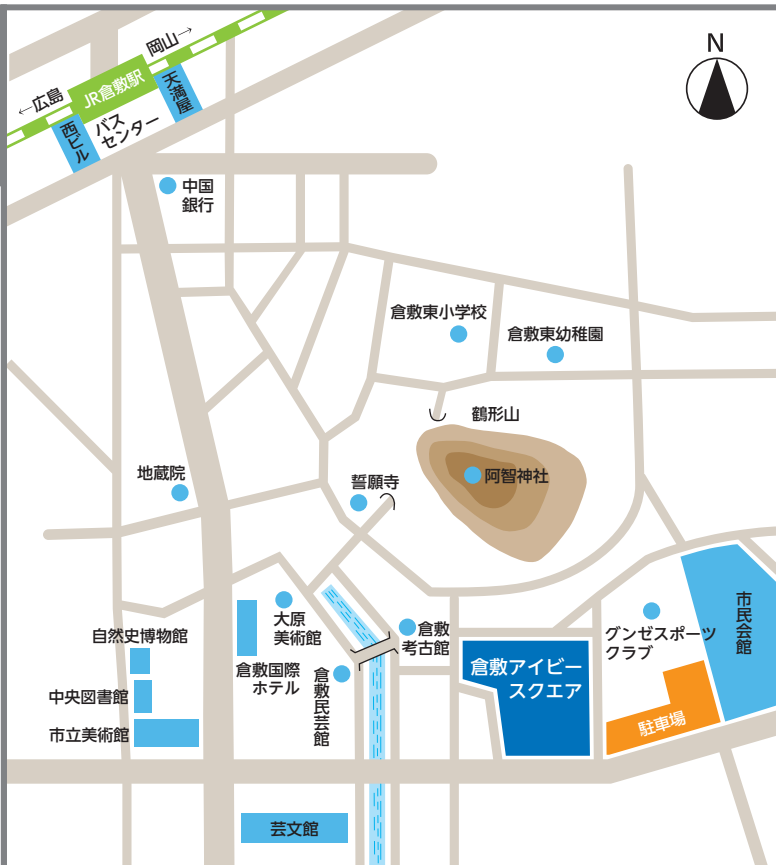 岡山→
N
←広島
JR倉敷駅
天満屋
西ビル
バス
センター
中国
銀行
倉敷東小学校
倉敷東幼稚園
鶴形山
地蔵院
誓願寺
阿智神社
大原
美術館
倉敷
考古館
グンゼスポーツ
クラブ
市民会館
自然史博物館
倉敷国際
ホテル
倉敷民芸館
倉敷アイビー
スクエア
中央図書館
市立美術館
駐車場
芸文館